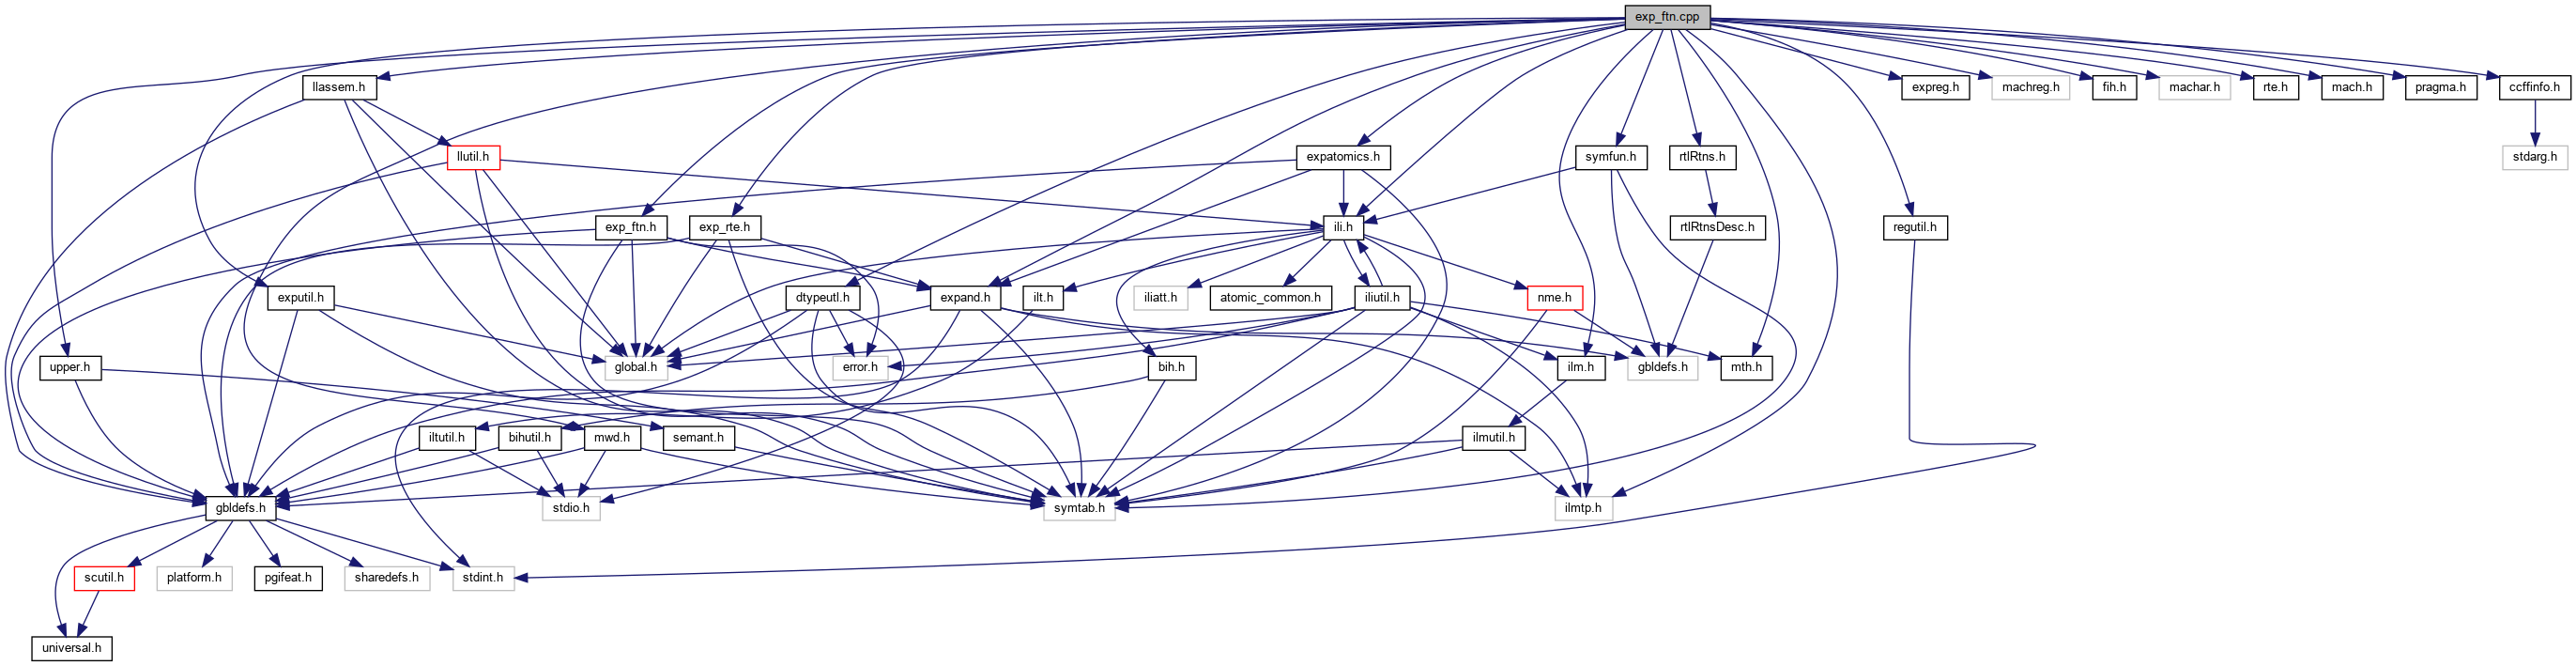 exp_ftn.cpp
llassem.h
expreg.h
machreg.h
fih.h
machar.h
rte.h
mach.h
pragma.h
ccffinfo.h
llutil.h
expatomics.h
symfun.h
rtlRtns.h
stdarg.h
exp_ftn.h
exp_rte.h
ili.h
rtlRtnsDesc.h
regutil.h
exputil.h
dtypeutl.h
expand.h
ilt.h
iliatt.h
atomic_common.h
iliutil.h
nme.h
upper.h
global.h
error.h
bih.h
ilm.h
gbldefs.h
mth.h
iltutil.h
bihutil.h
mwd.h
semant.h
ilmutil.h
gbldefs.h
stdio.h
symtab.h
ilmtp.h
scutil.h
platform.h
pgifeat.h
sharedefs.h
stdint.h
universal.h